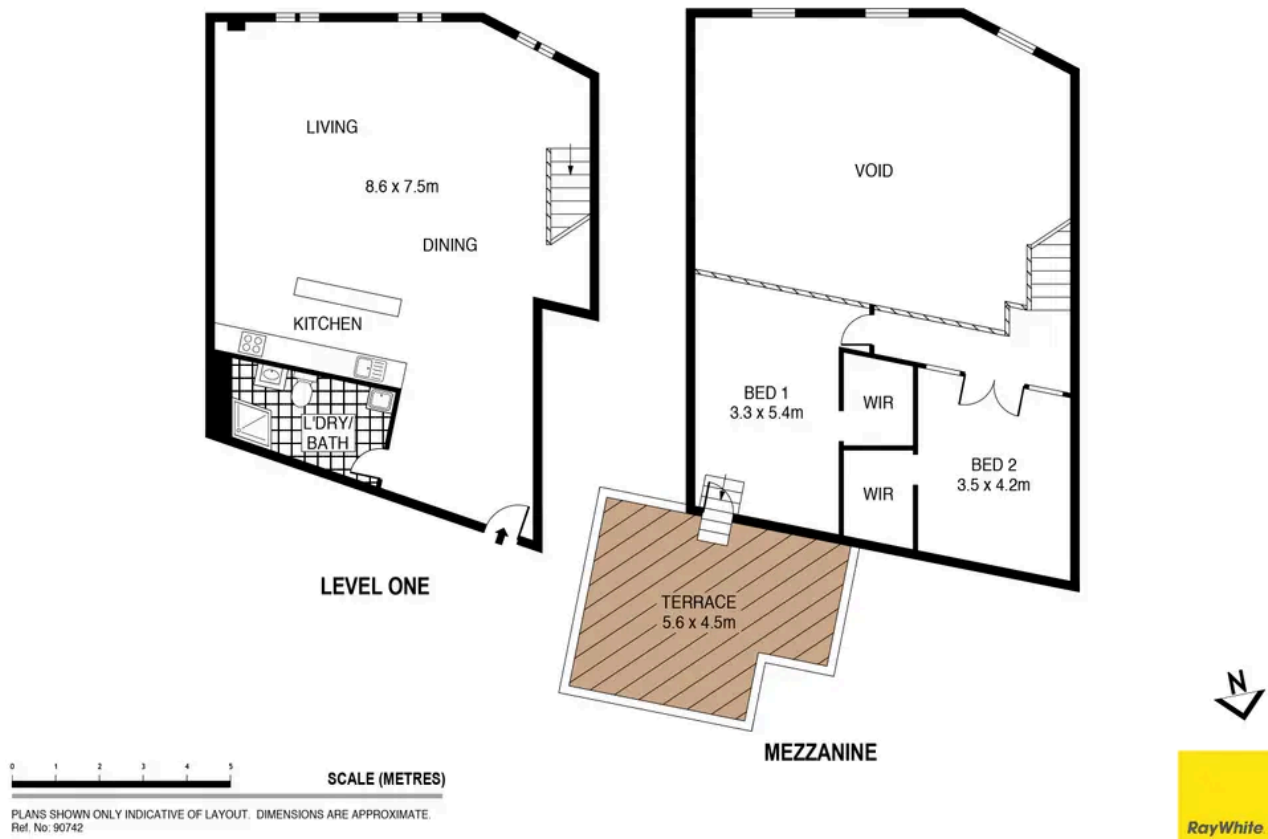 LIVING
8.6 x 7.5m
DINING
KITCHEN
L'DRY/
BATH
LEVEL ONE
VOID
BED 1
3.3 x 5.4m
WIR
WIR
BED 2
3.5 x 4.2m
TERRACE
5.6 x 4.5m
MEZZANINE
N
0 1 2 3 4 5
SCALE (METRES)
PLANS SHOWN ONLY INDICATIVE OF LAYOUT. DIMENSIONS ARE APPROXIMATE.
Ref. No: 90742
RayWhite